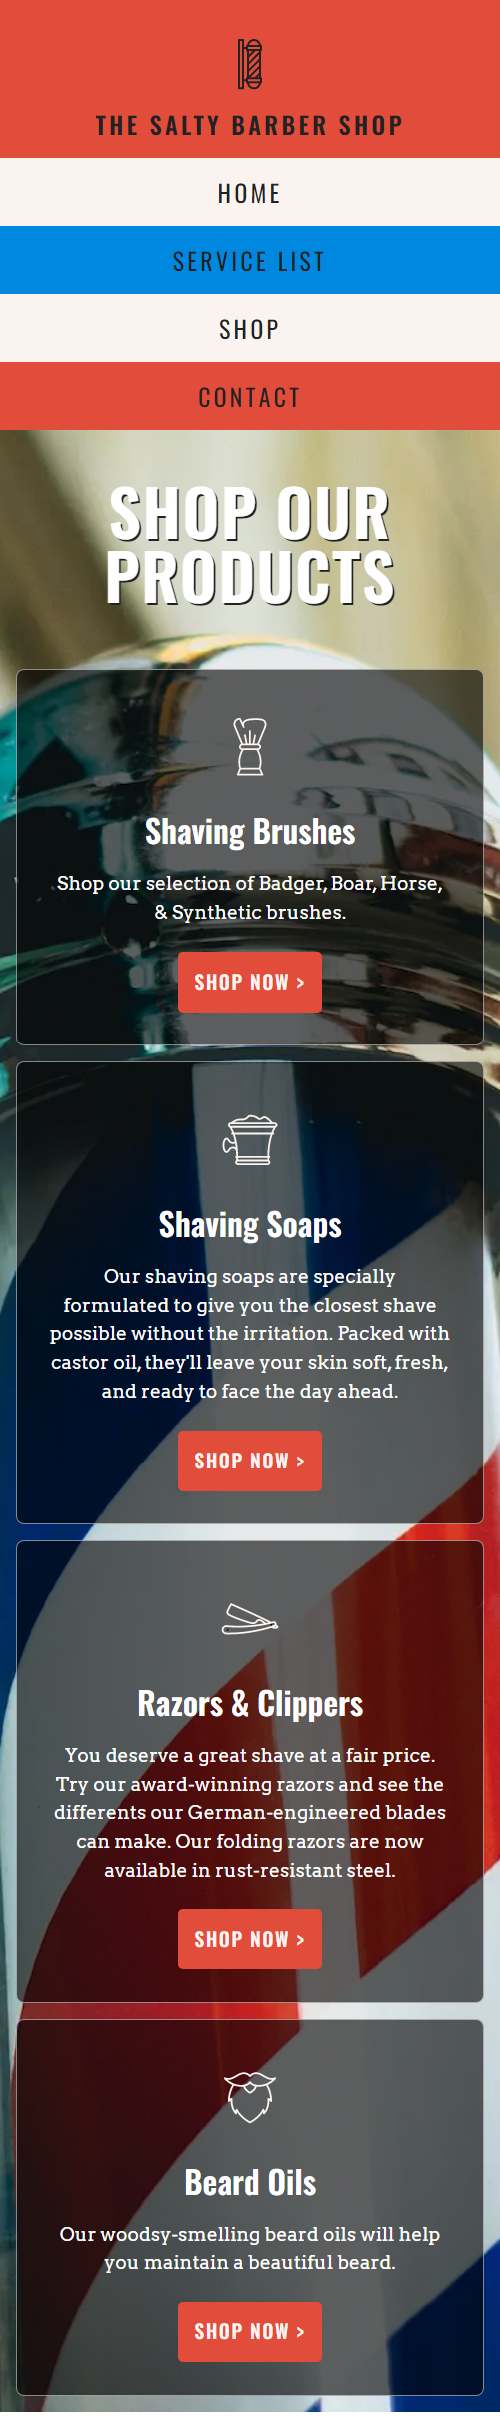 THE SALTY BARBER SHOP
HOME
SERVICE LIST
SHOP
CONTACT
SHOP OUR
PRODUCTS
Shaving Brushes
Shop our selection of Badger, Boar, Horse,
& Synthetic brushes.
SHOP NOW >
Shaving Soaps
Our shaving soaps are specially
formulated to give you the closest shave
possible without the irritation. Packed with
castor oil, they'll leave your skin soft, fresh,
and ready to face the day ahead.
SHOP NOW >
Razors & Clippers
You deserve a great shave at a fair price.
Try our award-winning razors and see the
differents our German-engineered blades
can make. Our folding razors are now
available in rust-resistant steel.
SHOP NOW >
Beard Oils
Our woodsy-smelling beard oils will help
you maintain a beautiful beard.
SHOP NOW >